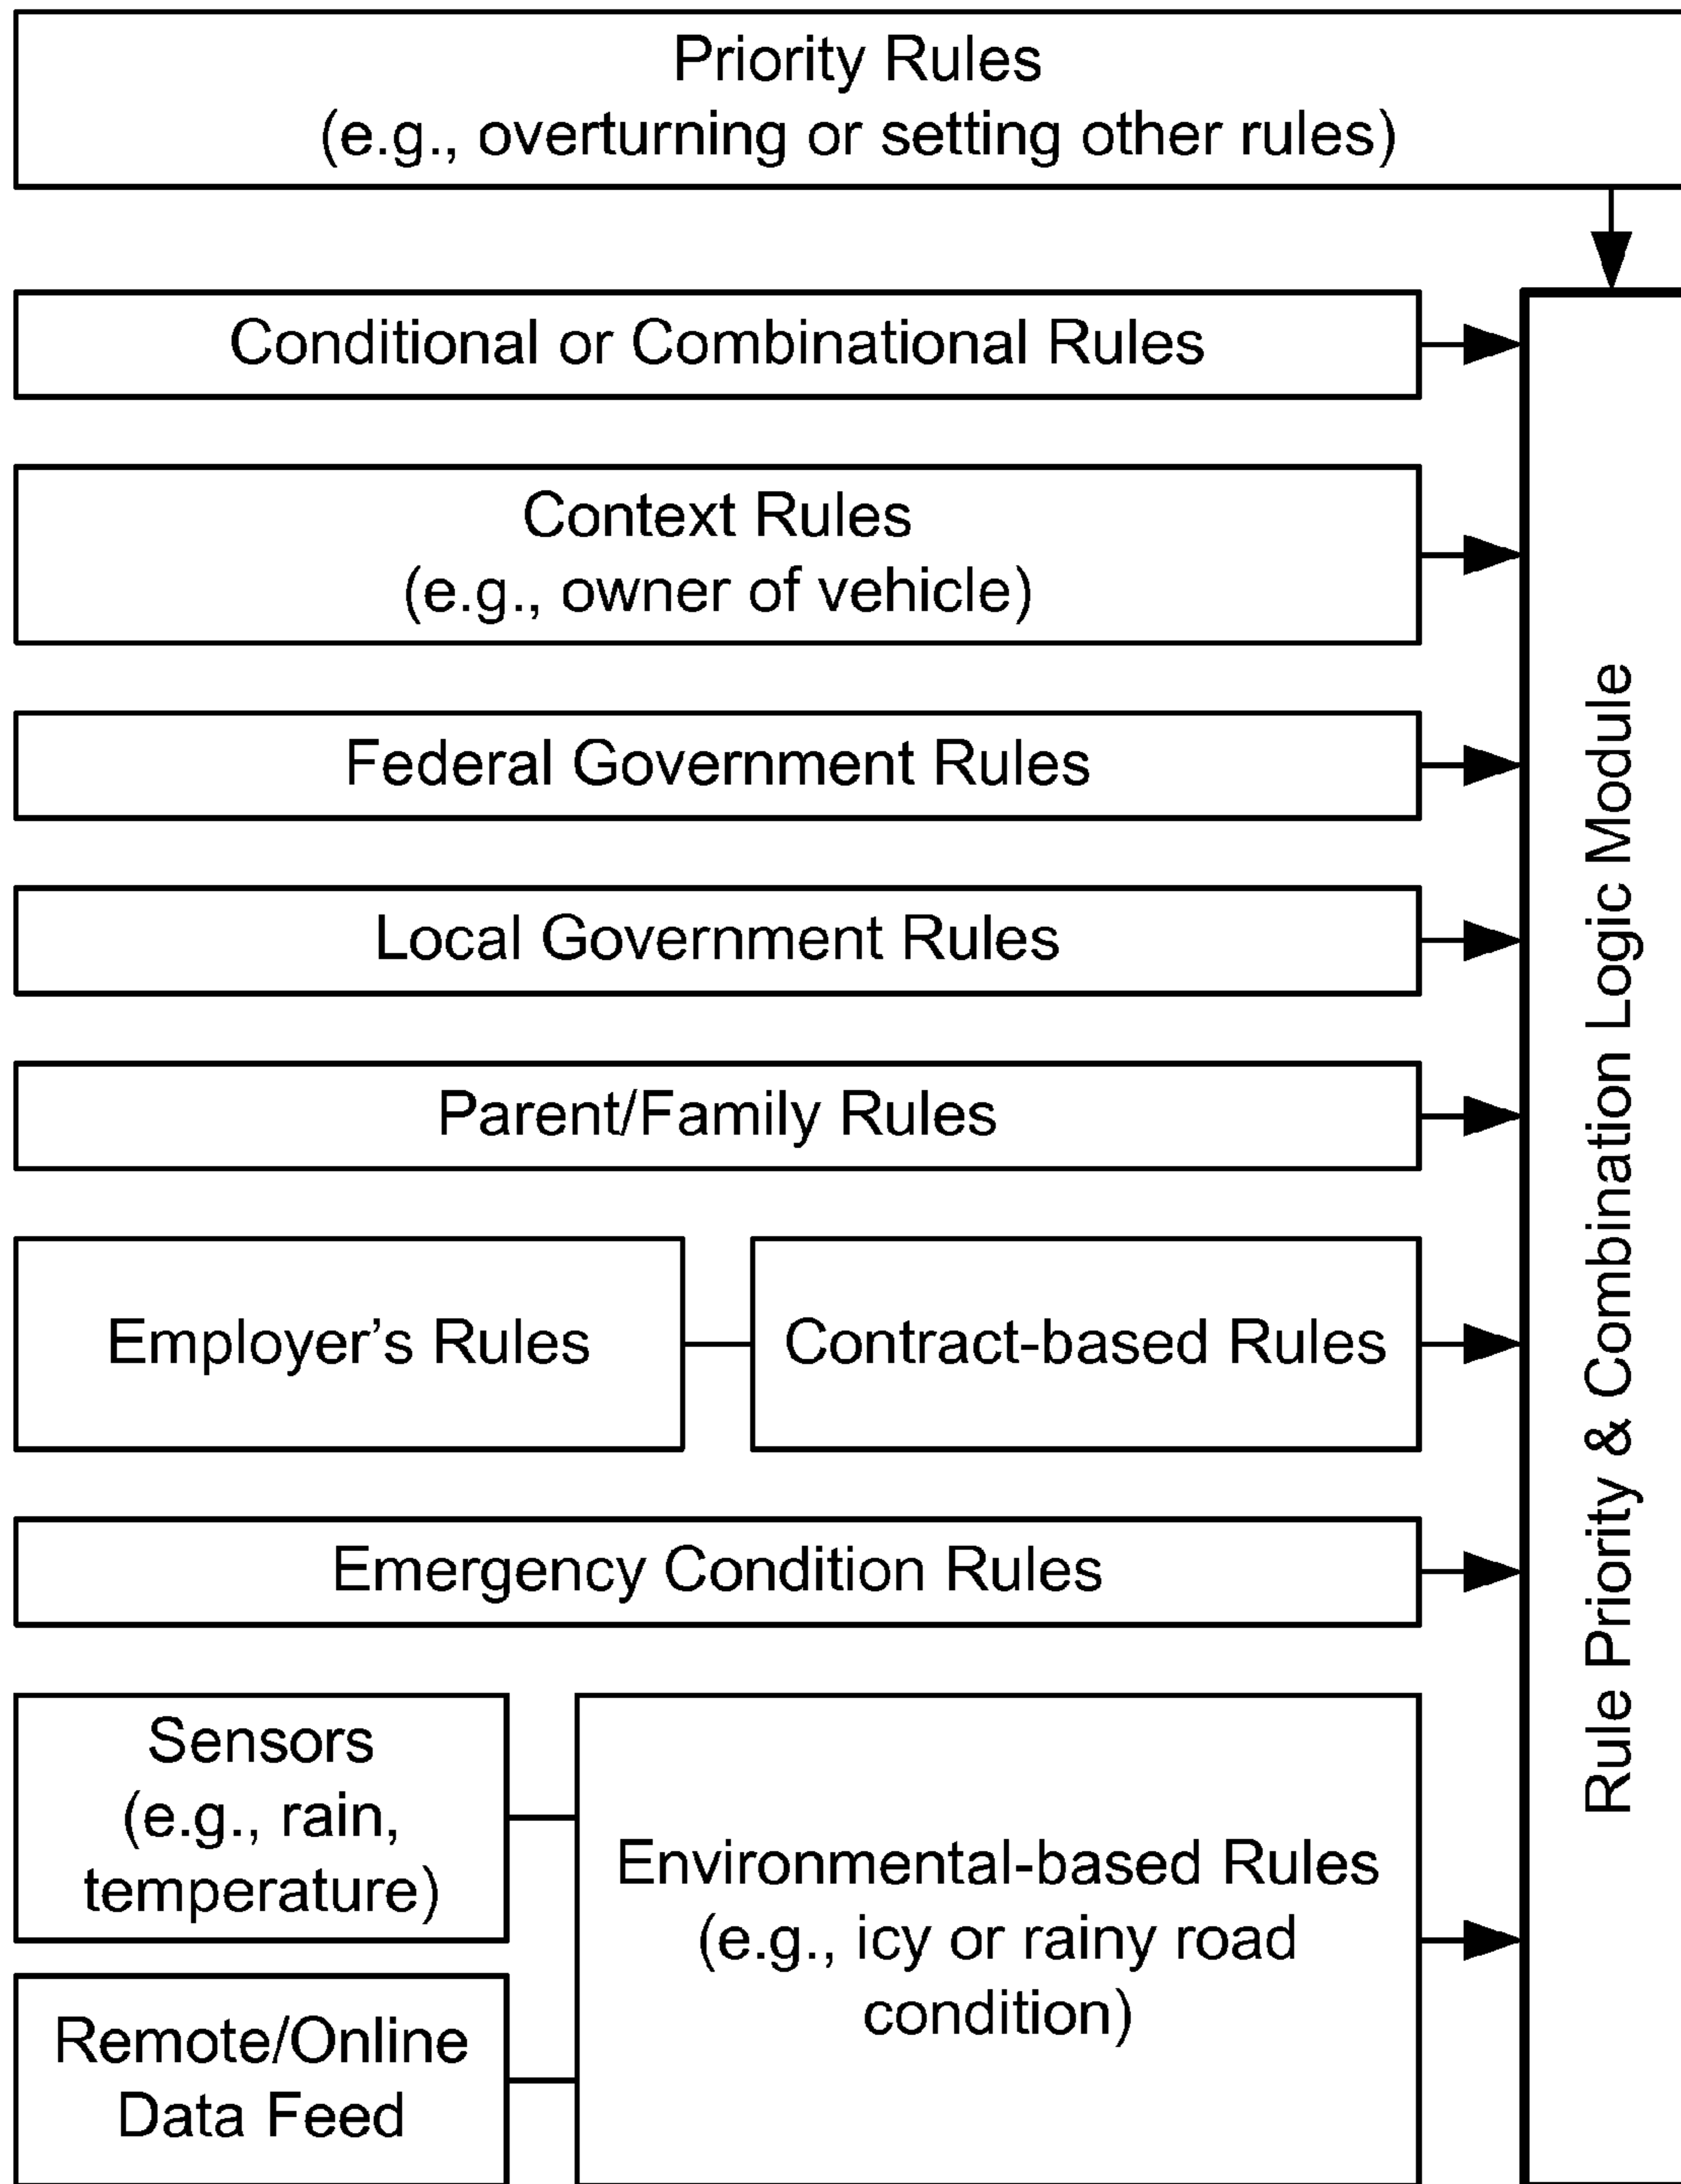 Priority Rules
(e.g., overturning or setting other rules)
Conditional or Combinational Rules
Context Rules
(e.g., owner of vehicle)
Federal Government Rules
Local Government Rules
Parent/Family Rules
Employer’s Rules
Contract-based Rules
Emergency Condition Rules
Sensors
(e.g., rain,
temperature)
Remote/Online
Data Feed
Environmental-based Rules
(e.g., icy or rainy road
condition)
Rule Priority & Combination Logic Module